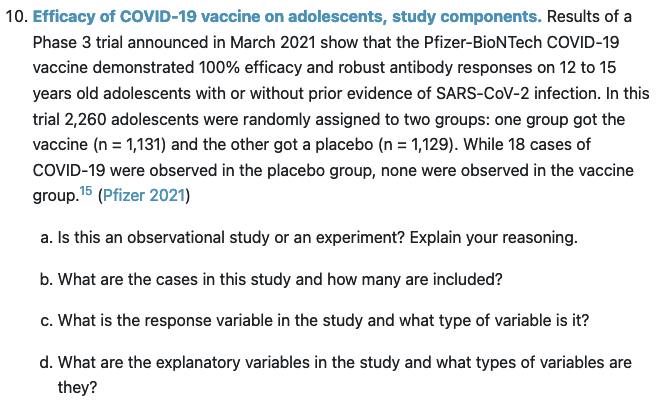 10. Efficacy of COVID-19 vaccine on adolescents, study components. Results of a
Phase 3 trial announced in March 2021 show that the Pfizer-BioNTech COVID-19
vaccine demonstrated 100% efficacy and robust antibody responses on 12 to 15
years old adolescents with or without prior evidence of SARS-CoV-2 infection. In this
trial 2,260 adolescents were randomly assigned to two groups: one group got the
vaccine (n = 1,131) and the other got a placebo (n = 1,129). While 18 cases of
COVID-19 were observed in the placebo group, none were observed in the vaccine
group.15 (Pfizer 2021)
a. Is this an observational study or an experiment? Explain your reasoning.
b. What are the cases in this study and how many are included?
c. What is the response variable in the study and what type of variable is it?
d. What are the explanatory variables in the study and what types of variables are
they?